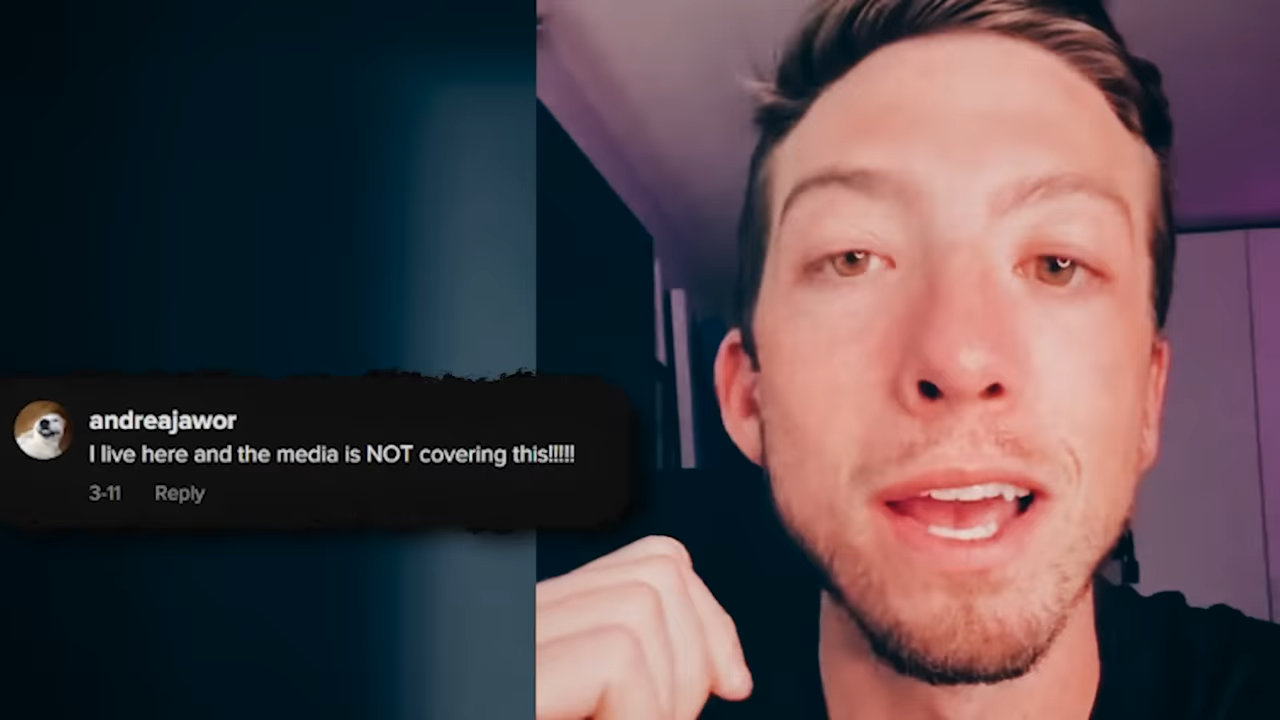 andreajawor
I live here and the media is NOT covering this!!!!!
3-11 Reply